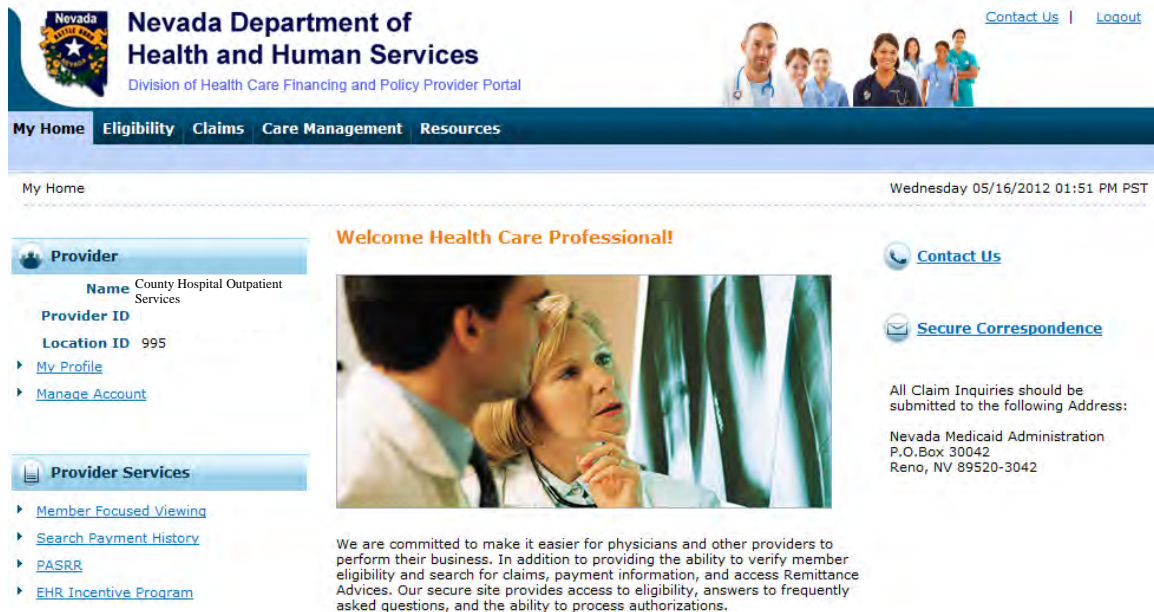 Nevada
BATTLE BORN
NEVADA
Nevada Department of
Health and Human Services
Division of Health Care Financing and Policy Provider Portal
Contact Us | Logout
My Home Eligibility Claims Care Management Resources
My Home
Wednesday 05/16/2012 01:51 PM PST
Provider
Name County Hospital Outpatient
Services
Provider ID
Location ID 995
My Profile
Manage Account
Provider Services
Member Focused Viewing
Search Payment History
PASRR
EHR Incentive Program
Welcome Health Care Professional!
We are committed to make it easier for physicians and other providers to
perform their business. In addition to providing the ability to verify member
eligibility and search for claims, payment information, and access Remittance
Advices. Our secure site provides access to eligibility, answers to frequently
asked questions, and the ability to process authorizations.
Contact Us
Secure Correspondence
All Claim Inquiries should be
submitted to the following Address:
Nevada Medicaid Administration
P.O.Box 30042
Reno, NV 89520-3042